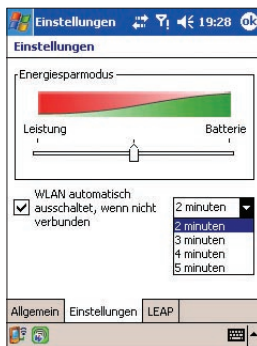 Einstellungen 19:28 ok
Einstellungen
Energiesparmodus
Leistung Batterie
WLAN automatisch
ausschaltet, wenn nicht
verbunden
2 minuten
2 minuten
3 minuten
4 minuten
5 minuten
Allgemein Einstellungen LEAP